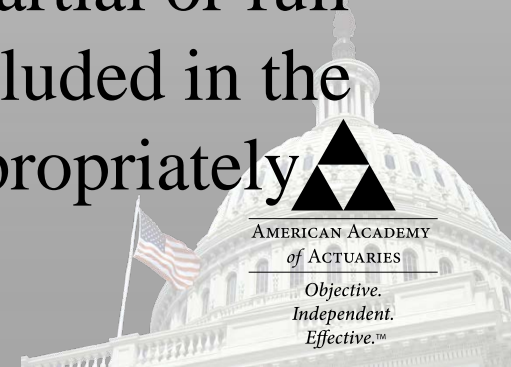 artial or full
luded in the
propriately
AMERICAN ACADEMY
of ACTUARIES
Objective.
Independent.
Effective.™